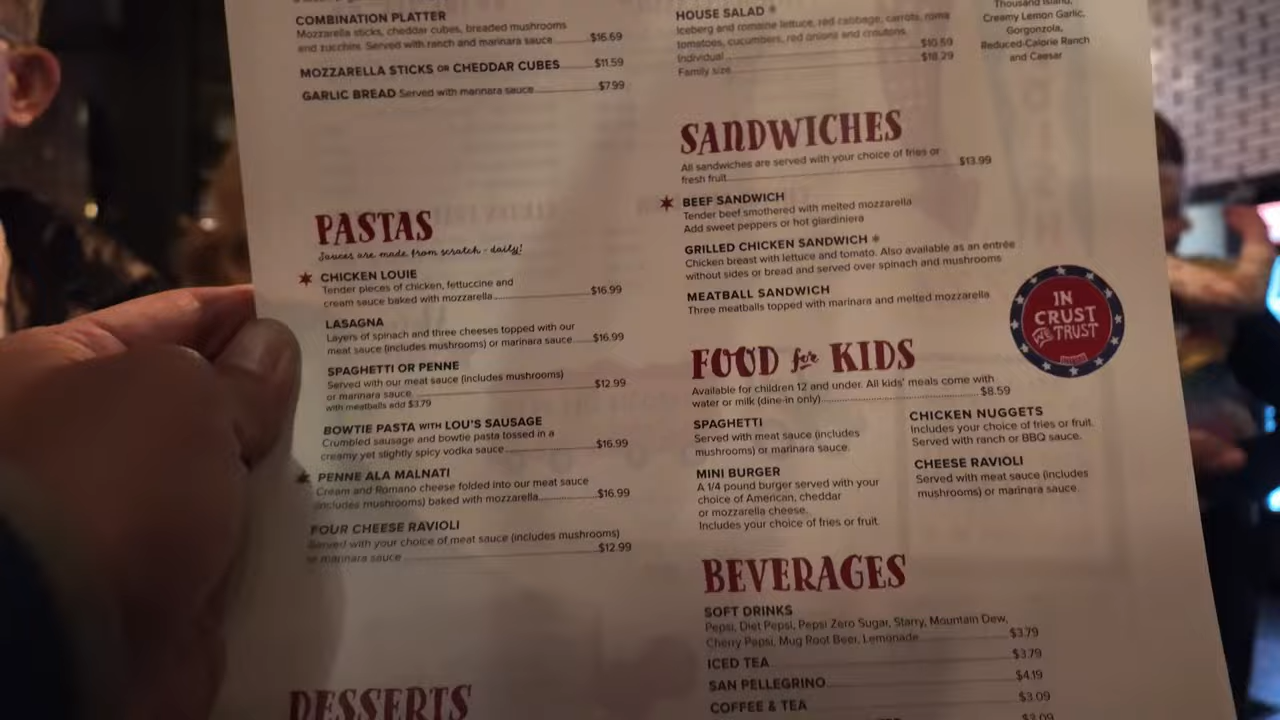 COMBINATION PLATTER
Mozzarella sticks, cheddar cubes, breaded mushrooms
and zucchini. Served with ranch and marinara sauce $16.69
MOZZARELLA STICKS OR CHEDDAR CUBES $11.59
GARLIC BREAD Served with marinara sauce $7.99
PASTAS
Sauces are made from scratch - daily!
CHICKEN LOUIE
Tender pieces of chicken, fettuccine and
cream sauce baked with mozzarella $16.99
LASAGNA
Layers of spinach and three cheeses topped with our
meat sauce (includes mushrooms) or marinara sauce $16.99
SPAGHETTI OR PENNE
Served with our meat sauce (includes mushrooms)
or marinara sauce $12.99
with meatballs add $3.79
BOWTIE PASTA WITH LOU'S SAUSAGE
Crumbled sausage and bowtie pasta tossed in a
creamy yet slightly spicy vodka sauce $16.99
PENNE ALA MALNATI
Cream and Romano cheese folded into our meat sauce
(includes mushrooms) baked with mozzarella $16.99
FOUR CHEESE RAVIOLI
Served with your choice of meat sauce (includes mushrooms)
or marinara sauce $12.99
DESSERTS
HOUSE SALAD
Iceberg and romaine lettuce, red cabbage, carrots, roma
tomatoes, cucumbers, red onions and croutons.
Individual $10.59
Family size $18.29
Thousand Island,
Creamy Lemon Garlic,
Gorgonzola,
Reduced-Calorie Ranch
and Caesar
SANDWICHES
All sandwiches are served with your choice of fries or
fresh fruit $13.99
BEEF SANDWICH
Tender beef smothered with melted mozzarella
Add sweet peppers or hot giardiniera
GRILLED CHICKEN SANDWICH
Chicken breast with lettuce and tomato. Also available as an entrée
without sides or bread and served over spinach and mushrooms
MEATBALL SANDWICH
Three meatballs topped with marinara and melted mozzarella
IN
CRUST
WE TRUST
FOOD for KIDS
Available for children 12 and under. All kids' meals come with
water or milk (dine-in only) $8.59
SPAGHETTI
Served with meat sauce (includes
mushrooms) or marinara sauce.
MINI BURGER
A 1/4 pound burger served with your
choice of American, cheddar
or mozzarella cheese.
Includes your choice of fries or fruit.
CHICKEN NUGGETS
Includes your choice of fries or fruit.
Served with ranch or BBQ sauce.
CHEESE RAVIOLI
Served with meat sauce (includes
mushrooms) or marinara sauce.
BEVERAGES
SOFT DRINKS
Pepsi, Diet Pepsi, Pepsi Zero Sugar, Starry, Mountain Dew,
Cherry Pepsi, Mug Root Beer, Lemonade $3.79
ICED TEA $3.79
SAN PELLEGRINO $4.19
COFFEE & TEA $3.09
$3.09